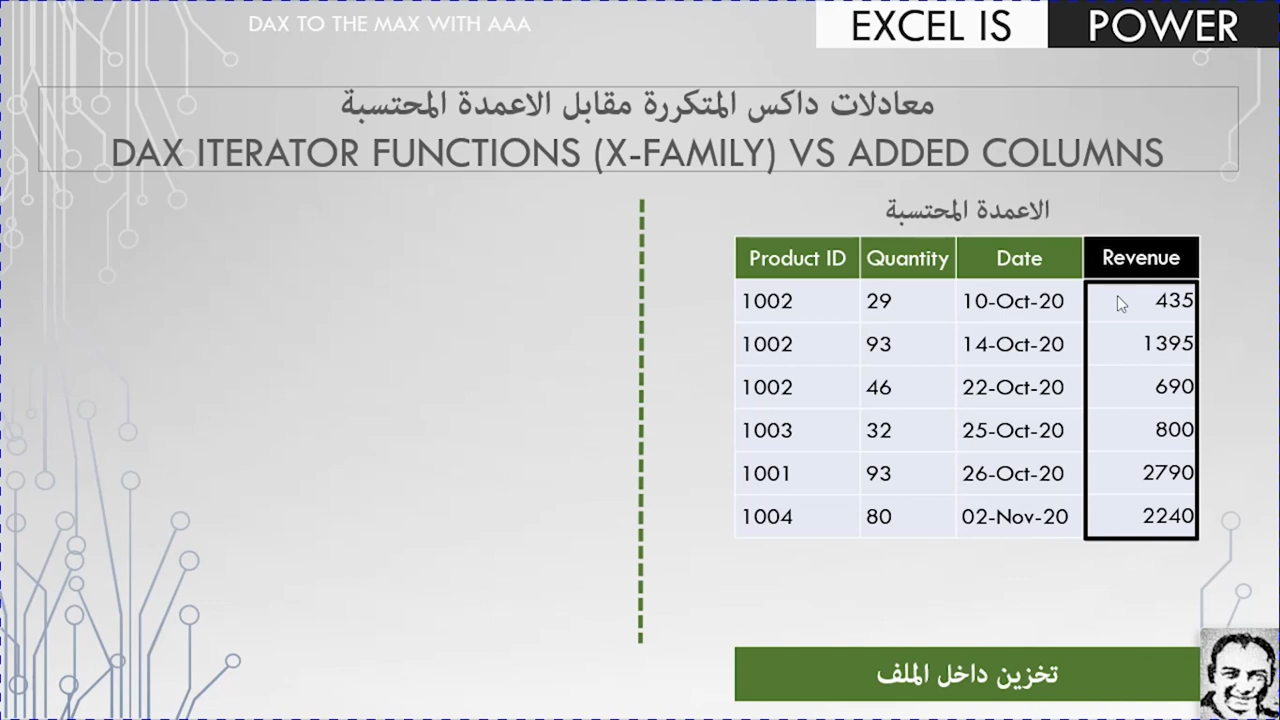 DAX TO THE MAX WITH AAA
EXCEL IS POWER
معادلات داكس المتكررة مقابل الاعمدة المحتسبة
DAX ITERATOR FUNCTIONS (X-FAMILY) VS ADDED COLUMNS
الاعمدة المحتسبة
Product ID Quantity Date Revenue
1002 29 10-Oct-20 435
1002 93 14-Oct-20 1395
1002 46 22-Oct-20 690
1003 32 25-Oct-20 800
1001 93 26-Oct-20 2790
1004 80 02-Nov-20 2240
تخزين داخل الملف